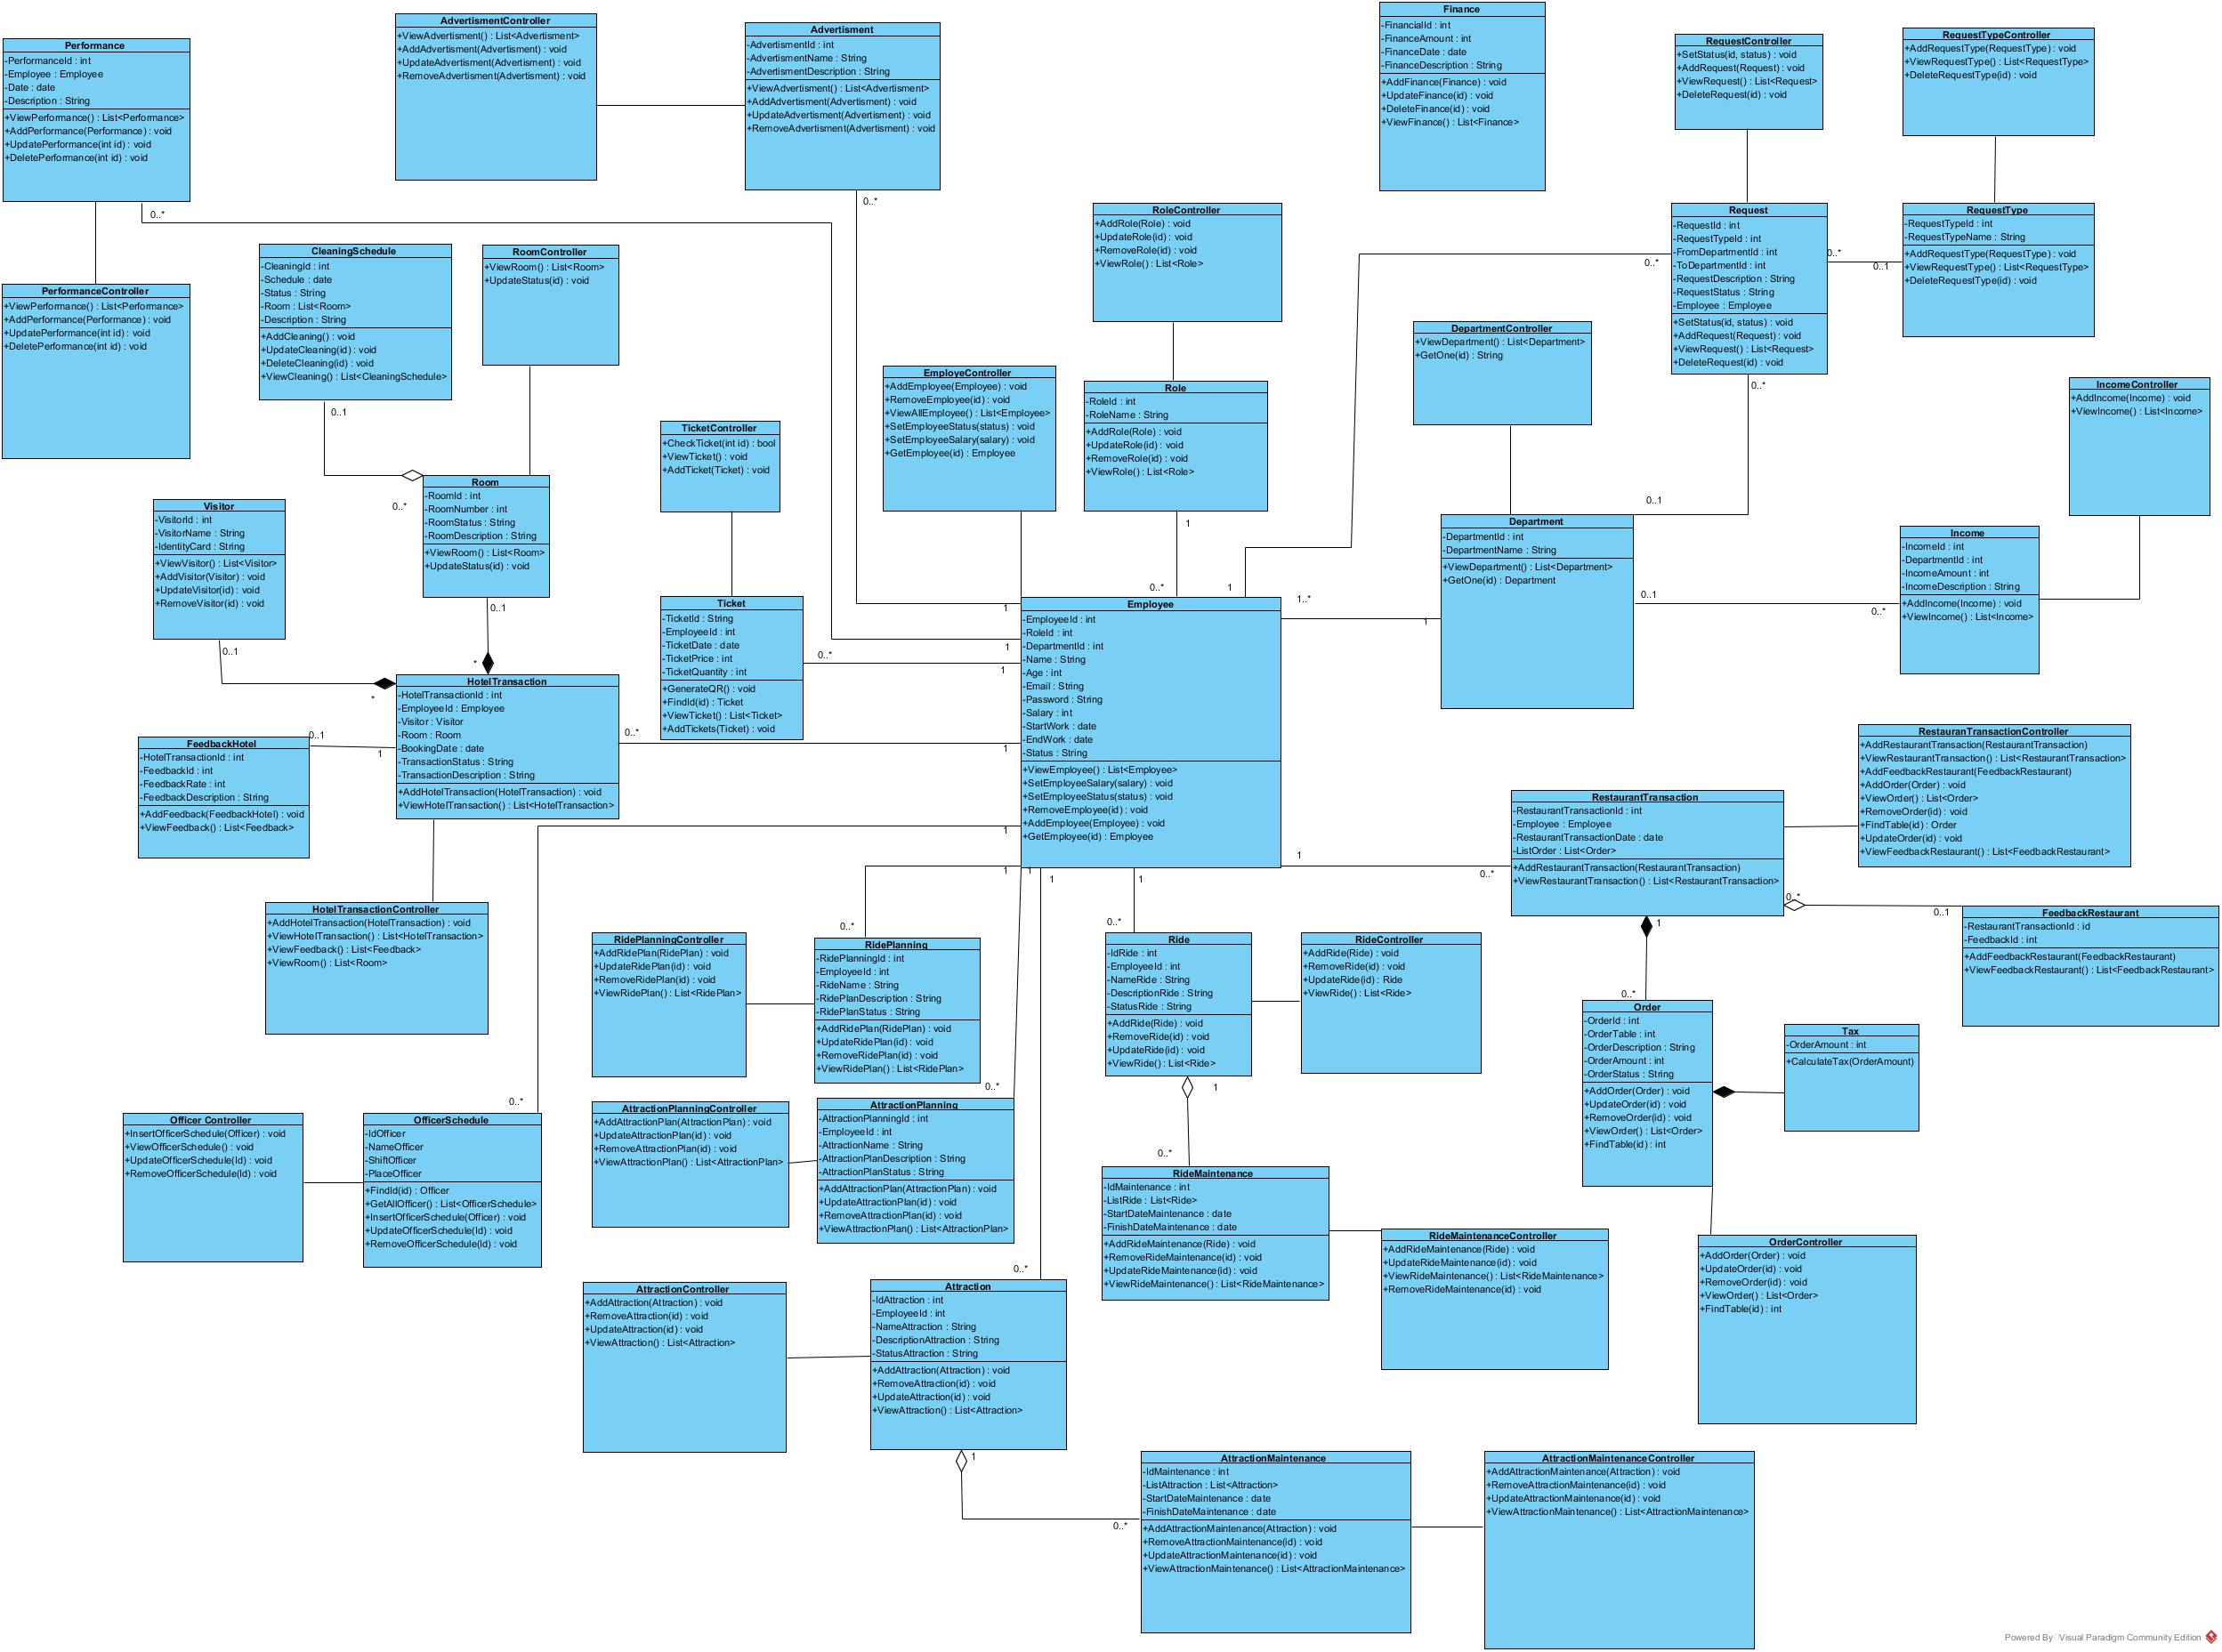 Performance
-PerformanceId : int
-Employee : Employee
-Date : date
-Description : String
+ViewPerformance() : List<Performance>
+AddPerformance(Performance) : void
+UpdatePerformance(int id) : void
+DeletePerformance(int id) : void
0..*
AdvertismentController
+ViewAdvertisment() : List<Advertisment>
+AddAdvertisment(Advertisment) : void
+UpdateAdvertisment(Advertisment) : void
+RemoveAdvertisment(Advertisment) : void
Advertisment
-AdvertismentId : int
-AdvertismentName : String
-AdvertismentDescription : String
+ViewAdvertisment() : List<Advertisment>
+AddAdvertisment(Advertisment) : void
+UpdateAdvertisment(Advertisment) : void
+RemoveAdvertisment(Advertisment) : void
0..*
Finance
-FinancialId : int
-FinanceAmount : int
-FinanceDate : date
-FinanceDescription : String
+AddFinance(Finance) : void
+UpdateFinance(id) : void
+DeleteFinance(id) : void
+ViewFinance() : List<Finance>
RequestController
+SetStatus(id, status) : void
+AddRequest(Request) : void
+ViewRequest() : List<Request>
+DeleteRequest(id) : void
RequestTypeController
+AddRequestType(RequestType) : void
+ViewRequestType() : List<RequestType>
+DeleteRequestType(id) : void
PerformanceController
+ViewPerformance() : List<Performance>
+AddPerformance(Performance) : void
+UpdatePerformance(int id) : void
+DeletePerformance(int id) : void
CleaningSchedule
-CleaningId : int
-Schedule : date
-Status : String
-Room : List<Room>
-Description : String
+AddCleaning() : void
+UpdateCleaning(id) : void
+DeleteCleaning(id) : void
+ViewCleaning() : List<CleaningSchedule>
0..1
RoomController
+ViewRoom() : List<Room>
+UpdateStatus(id) : void
RoleController
+AddRole(Role) : void
+UpdateRole(id) : void
+RemoveRole(id) : void
+ViewRole() : List<Role>
Request
-RequestId : int
-RequestTypeId : int
-FromDepartmentId : int
-ToDepartmentId : int
-RequestDescription : String
-RequestStatus : String
-Employee : Employee
+SetStatus(id, status) : void
+AddRequest(Request) : void
+ViewRequest() : List<Request>
+DeleteRequest(id) : void
0..*
0..*
0..1
0..*
RequestType
-RequestTypeId : int
-RequestTypeName : String
+AddRequestType(RequestType) : void
+ViewRequestType() : List<RequestType>
+DeleteRequestType(id) : void
DepartmentController
+ViewDepartment() : List<Department>
+GetOne(id) : String
EmployeController
+AddEmployee(Employee) : void
+RemoveEmployee(id) : void
+ViewAllEmployee() : List<Employee>
+SetEmployeeStatus(status) : void
+SetEmployeeSalary(salary) : void
+GetEmployee(id) : Employee
Role
-RoleId : int
-RoleName : String
+AddRole(Role) : void
+UpdateRole(id) : void
+RemoveRole(id) : void
+ViewRole() : List<Role>
1
0..*
IncomeController
+AddIncome(Income) : void
+ViewIncome() : List<Income>
TicketController
+CheckTicket(int id) : bool
+ViewTicket() : void
+AddTicket(Ticket) : void
Room
-RoomId : int
-RoomNumber : int
-RoomStatus : String
-RoomDescription : String
+ViewRoom() : List<Room>
+UpdateStatus(id) : void
0..*
0..1
*
Visitor
-VisitorId : int
-VisitorName : String
-IdentityCard : String
+ViewVisitor() : List<Visitor>
+AddVisitor(Visitor) : void
+UpdateVisitor(id) : void
+RemoveVisitor(id) : void
0..1
*
Department
-DepartmentId : int
-DepartmentName : String
+ViewDepartment() : List<Department>
+GetOne(id) : Department
0..1
0..1
0..*
1
1..*
1
Income
-IncomeId : int
-DepartmentId : int
-IncomeAmount : int
-IncomeDescription : String
+AddIncome(Income) : void
+ViewIncome() : List<Income>
Ticket
-TicketId : String
-EmployeeId : int
-TicketDate : date
-TicketPrice : int
-TicketQuantity : int
+GenerateQR() : void
+FindId(id) : Ticket
+ViewTicket() : List<Ticket>
+AddTickets(Ticket) : void
0..*
1
1
1
Employee
-EmployeeId : int
-RoleId : int
-DepartmentId : int
-Name : String
-Age : int
-Email : String
-Password : String
-Salary : int
-StartWork : date
-EndWork : date
-Status : String
+ViewEmployee() : List<Employee>
+SetEmployeeSalary(salary) : void
+SetEmployeeStatus(status) : void
+RemoveEmployee(id) : void
+AddEmployee(Employee) : void
+GetEmployee(id) : Employee
HotelTransaction
-HotelTransactionId : int
-EmployeeId : Employee
-Visitor : Visitor
-Room : Room
-BookingDate : date
-TransactionStatus : String
-TransactionDescription : String
+AddHotelTransaction(HotelTransaction) : void
+ViewHotelTransaction() : List<HotelTransaction>
0..*
1
FeedbackHotel
-HotelTransactionId : int
-FeedbackId : int
-FeedbackRate : int
-FeedbackDescription : String
+AddFeedback(FeedbackHotel) : void
+ViewFeedback() : List<Feedback>
0..1
1
RestauranTransactionController
+AddRestaurantTransaction(RestaurantTransaction)
+ViewRestaurantTransaction() : List<RestaurantTransaction>
+AddFeedbackRestaurant(FeedbackRestaurant)
+AddOrder(Order) : void
+ViewOrder() : List<Order>
+RemoveOrder(id) : void
+FindTable(id) : Order
+UpdateOrder(id) : void
+ViewFeedbackRestaurant() : List<FeedbackRestaurant>
RestaurantTransaction
-RestaurantTransactionId : int
-Employee : Employee
-RestaurantTransactionDate : date
-ListOrder : List<Order>
+AddRestaurantTransaction(RestaurantTransaction)
+ViewRestaurantTransaction() : List<RestaurantTransaction>
1
0..*
1
0..*
0..*
0..1
1
1
1
1
1
HotelTransactionController
+AddHotelTransaction(HotelTransaction) : void
+ViewHotelTransaction() : List<HotelTransaction>
+ViewFeedback() : List<Feedback>
+ViewRoom() : List<Room>
FeedbackRestaurant
-RestaurantTransactionId : id
-FeedbackId : int
+AddFeedbackRestaurant(FeedbackRestaurant)
+ViewFeedbackRestaurant() : List<FeedbackRestaurant>
RidePlanningController
+AddRidePlan(RidePlan) : void
+UpdateRidePlan(id) : void
+RemoveRidePlan(id) : void
+ViewRidePlan() : List<RidePlan>
0..*
RidePlanning
-RidePlanningId : int
-EmployeeId : int
-RideName : String
-RidePlanDescription : String
-RidePlanStatus : String
+AddRidePlan(RidePlan) : void
+UpdateRidePlan(id) : void
+RemoveRidePlan(id) : void
+ViewRidePlan() : List<RidePlan>
0..*
Ride
-IdRide : int
-EmployeeId : int
-NameRide : String
-DescriptionRide : String
-StatusRide : String
+AddRide(Ride) : void
+RemoveRide(id) : void
+UpdateRide(id) : void
+ViewRide() : List<Ride>
1
0..*
RideController
+AddRide(Ride) : void
+RemoveRide(id) : void
+UpdateRide(id) : Ride
+ViewRide() : List<Ride>
Order
-OrderId : int
-OrderTable : int
-OrderDescription : String
-OrderAmount : int
-OrderStatus : String
+AddOrder(Order) : void
+UpdateOrder(id) : void
+RemoveOrder(id) : void
+ViewOrder() : List<Order>
+FindTable(id) : int
Tax
-OrderAmount : int
+CalculateTax(OrderAmount)
Officer Controller
+InsertOfficerSchedule(Officer) : void
+ViewOfficerSchedule() : void
+UpdateOfficerSchedule(Id) : void
+RemoveOfficerSchedule(Id) : void
0..*
OfficerSchedule
-IdOfficer
-NameOfficer
-ShiftOfficer
-PlaceOfficer
+FindId(id) : Officer
+GetAllOfficer() : List<OfficerSchedule>
+InsertOfficerSchedule(Officer) : void
+UpdateOfficerSchedule(Id) : void
+RemoveOfficerSchedule(Id) : void
AttractionPlanningController
+AddAttractionPlan(AttractionPlan) : void
+UpdateAttractionPlan(id) : void
+RemoveAttractionPlan(id) : void
+ViewAttractionPlan() : List<AttractionPlan>
0..*
AttractionPlanning
-AttractionPlanningId : int
-EmployeeId : int
-AttractionName : String
-AttractionPlanDescription : String
-AttractionPlanStatus : String
+AddAttractionPlan(AttractionPlan) : void
+UpdateAttractionPlan(id) : void
+RemoveAttractionPlan(id) : void
+ViewAttractionPlan() : List<AttractionPlan>
RideMaintenance
-IdMaintenance : int
-ListRide : List<Ride>
-StartDateMaintenance : date
-FinishDateMaintenance : date
+AddRideMaintenance(Ride) : void
+RemoveRideMaintenance(id) : void
+UpdateRideMaintenance(id) : void
+ViewRideMaintenance() : List<RideMaintenance>
RideMaintenanceController
+AddRideMaintenance(Ride) : void
+UpdateRideMaintenance(id) : void
+ViewRideMaintenance() : List<RideMaintenance>
+RemoveRideMaintenance(id) : void
OrderController
+AddOrder(Order) : void
+UpdateOrder(id) : void
+RemoveOrder(id) : void
+ViewOrder() : List<Order>
+FindTable(id) : int
AttractionController
+AddAttraction(Attraction) : void
+RemoveAttraction(id) : void
+UpdateAttraction(id) : void
+ViewAttraction() : List<Attraction>
0..*
Attraction
-IdAttraction : int
-EmployeeId : int
-NameAttraction : String
-DescriptionAttraction : String
-StatusAttraction : String
+AddAttraction(Attraction) : void
+RemoveAttraction(id) : void
+UpdateAttraction(id) : void
+ViewAttraction() : List<Attraction>
1
0..*
AttractionMaintenance
-IdMaintenance : int
-ListAttraction : List<Attraction>
-StartDateMaintenance : date
-FinishDateMaintenance : date
+AddAttractionMaintenance(Attraction) : void
+RemoveAttractionMaintenance(id) : void
+UpdateAttractionMaintenance(id) : void
+ViewAttractionMaintenance() : List<AttractionMaintenance>
AttractionMaintenanceController
+AddAttractionMaintenance(Attraction) : void
+RemoveAttractionMaintenance(id) : void
+UpdateAttractionMaintenance(id) : void
+ViewAttractionMaintenance() : List<AttractionMaintenance>
Powered By Visual Paradigm Community Edition